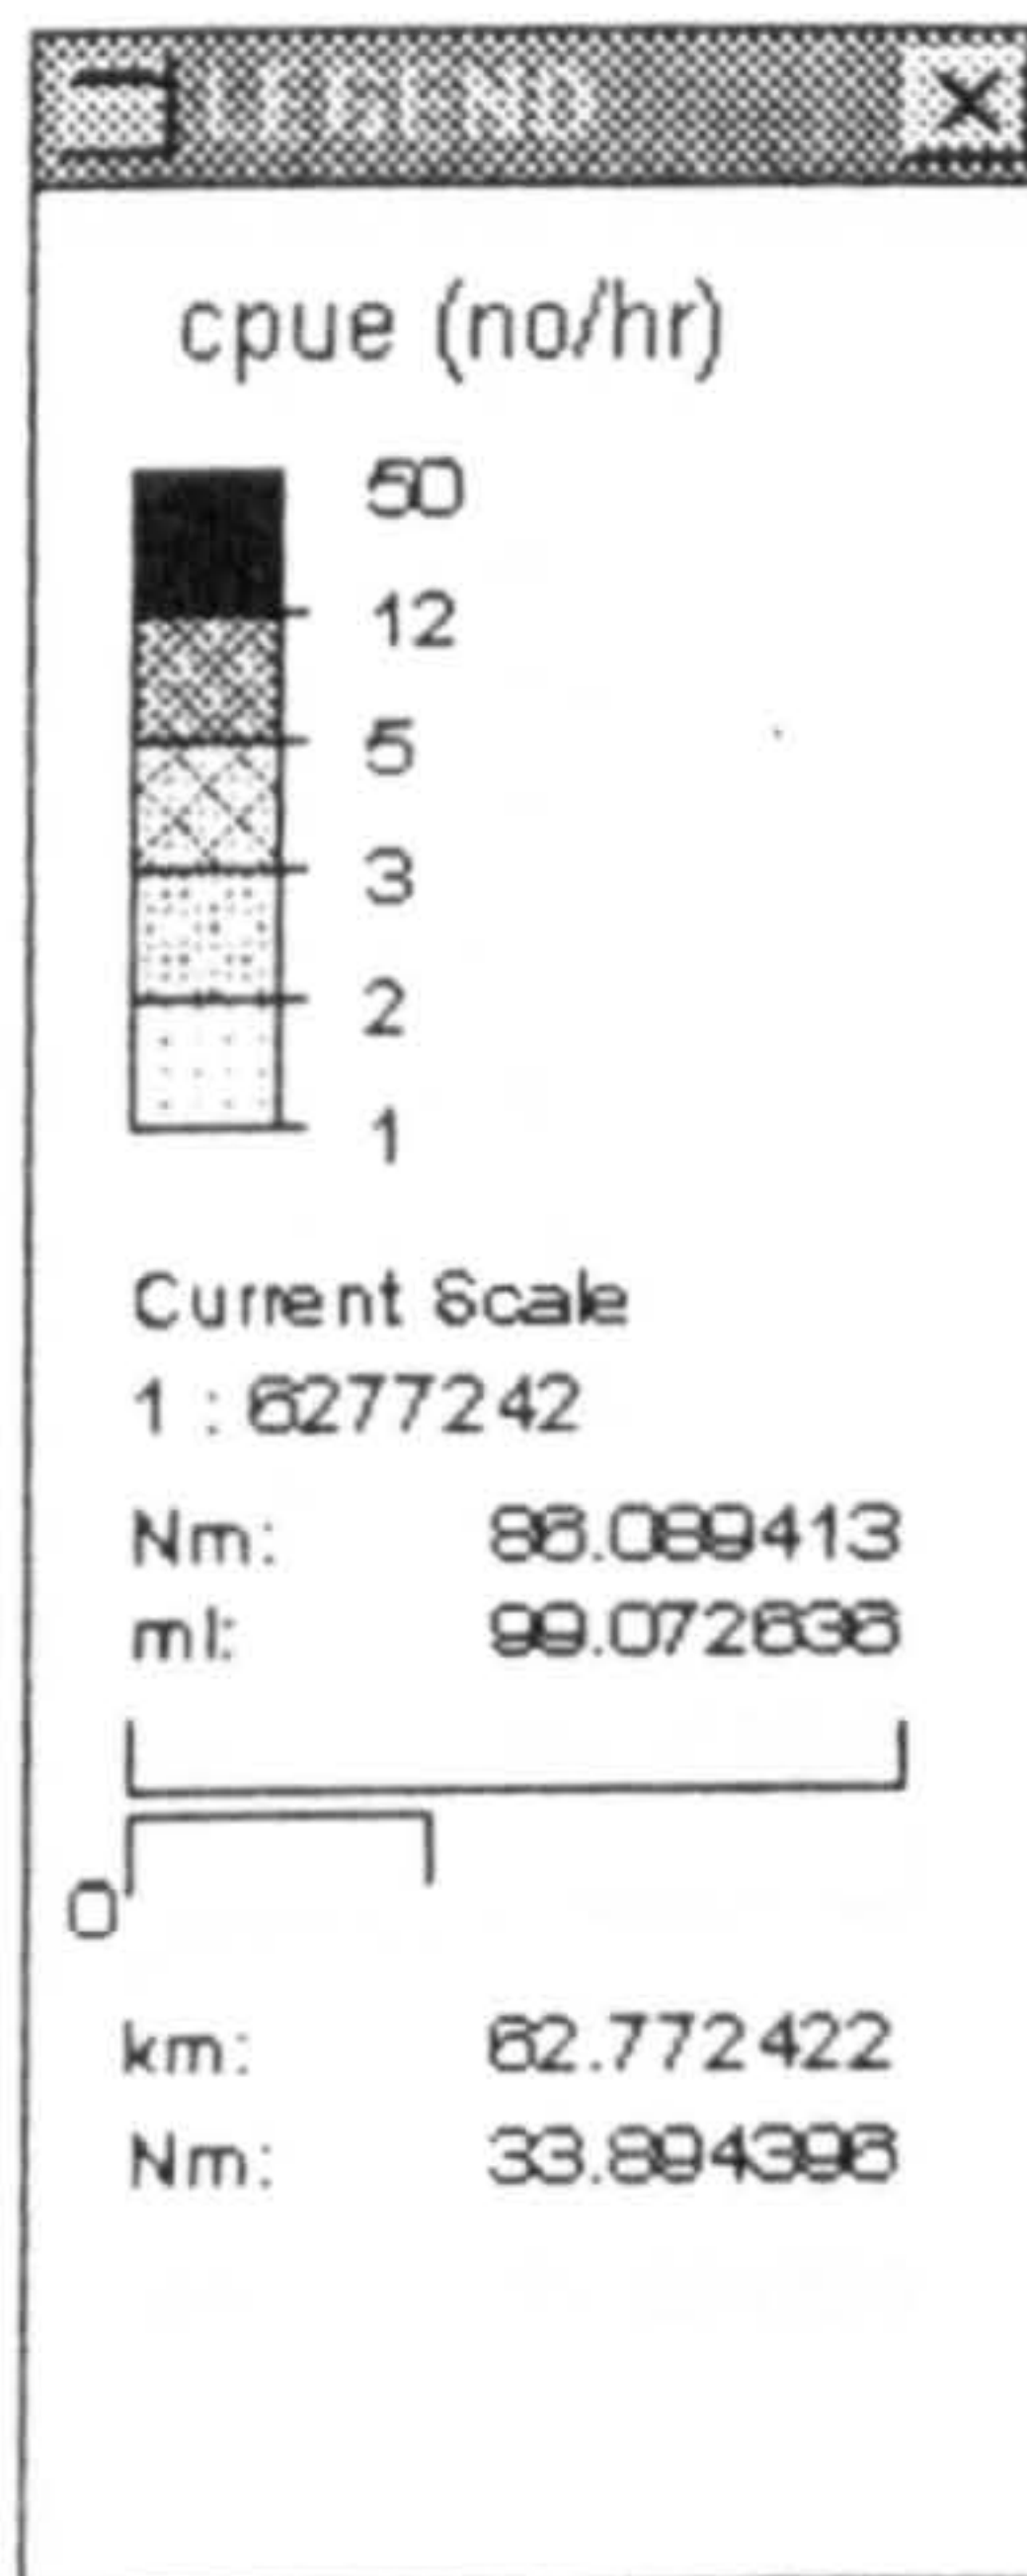 LEGEND
cpue (no/hr)
50
12
5
3
2
1
Current Scale
1 : 6277242
Nm: 86.089413
ml: 99.072636
0
km: 62.772422
Nm: 33.894396